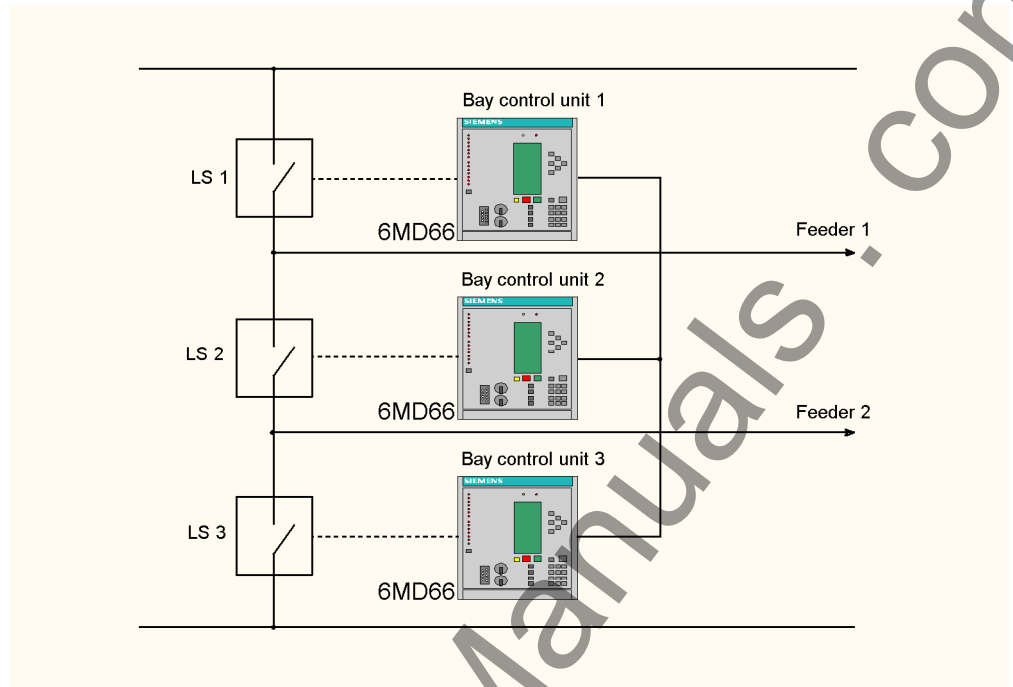 Bay control unit 1
SIEMENS
LS 1
6MD66
Feeder 1
Bay control unit 2
SIEMENS
LS 2
6MD66
Feeder 2
Bay control unit 3
SIEMENS
LS 3
6MD66
Manuals . com